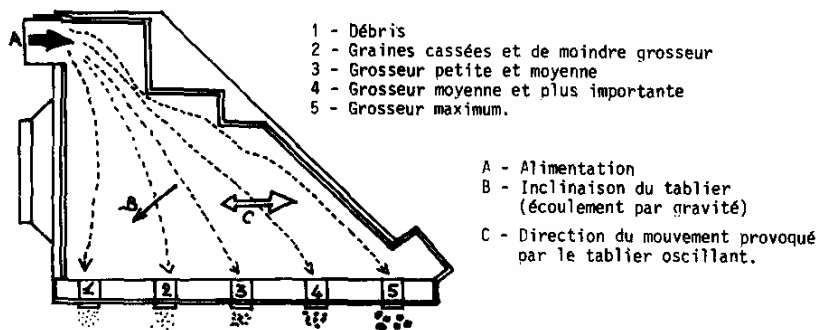 1 - Débris
2 - Graines cassées et de moindre grosseur
3 - Grosseur petite et moyenne
4 - Grosseur moyenne et plus importante
5 - Grosseur maximum.
A
A - Alimentation
B - Inclinaison du tablier
(écoulement par gravité)
C - Direction du mouvement provoqué
par le tablier oscillant.
B
C
1 2 3 4 5